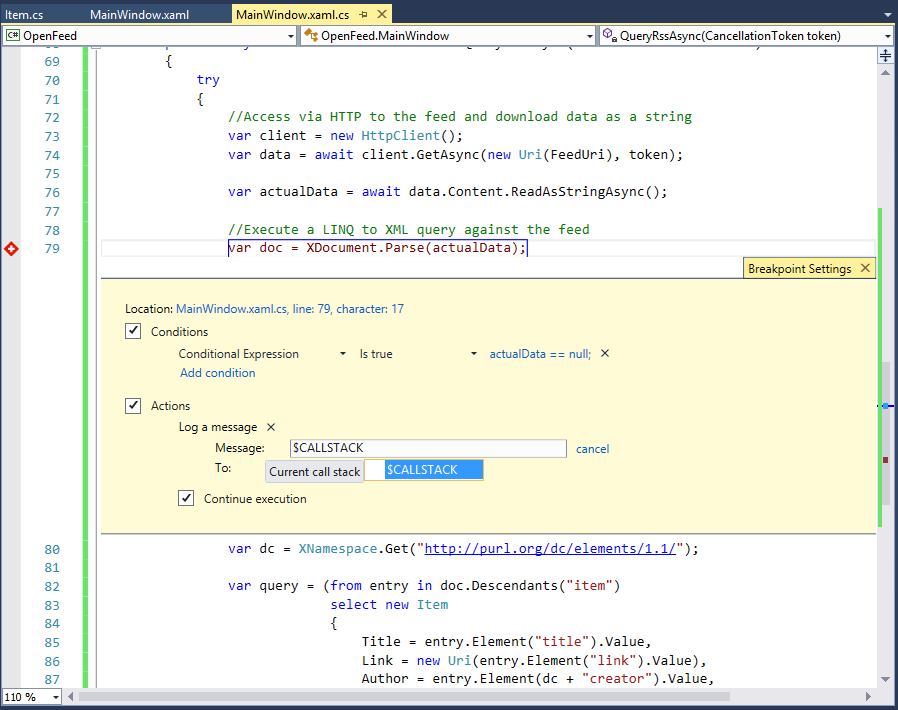 Item.cs MainWindow.xaml MainWindow.xaml.cs
C# OpenFeed OpenFeed.MainWindow QueryRssAsync(CancellationToken token)
69 {
70 try
71 {
72 //Access via HTTP to the feed and download data as a string
73 var client = new HttpClient();
74 var data = await client.GetAsync(new Uri(FeedUri), token);
75
76 var actualData = await data.Content.ReadAsStringAsync();
77
78 //Execute a LINQ to XML query against the feed
79 var doc = XDocument.Parse(actualData);
Breakpoint Settings
Location: MainWindow.xaml.cs, line: 79, character: 17
Conditions
Conditional Expression Is true actualData == null;
Add condition
Actions
Log a message
Message: $CALLSTACK cancel
To: Current call stack $CALLSTACK
Continue execution
80 var dc = XNamespace.Get("http://purl.org/dc/elements/1.1/");
81
82 var query = (from entry in doc.Descendants("item")
83 select new Item
84 {
85 Title = entry.Element("title").Value,
86 Link = new Uri(entry.Element("link").Value),
87 Author = entry.Element(dc + "creator").Value,
110 %